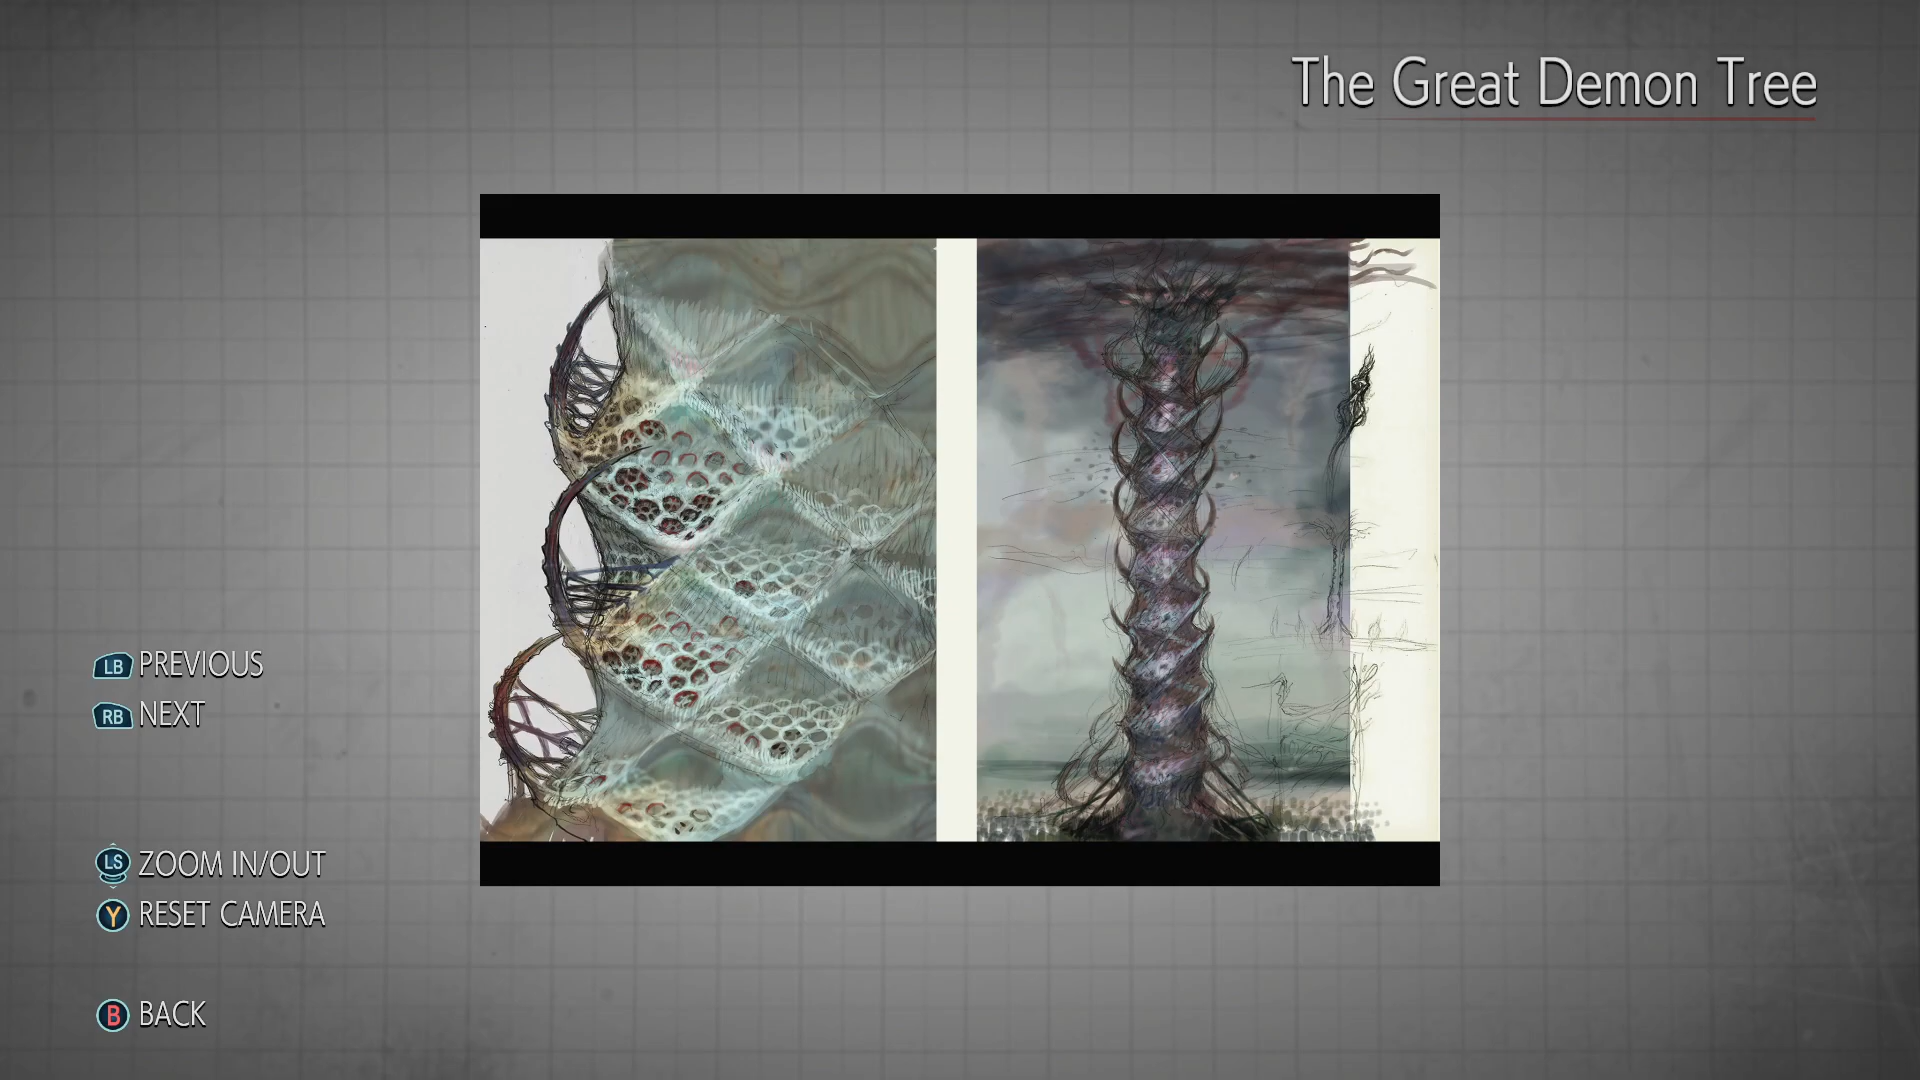 The Great Demon Tree
LB PREVIOUS
RB NEXT
LS ZOOM IN/OUT
Y RESET CAMERA
B BACK